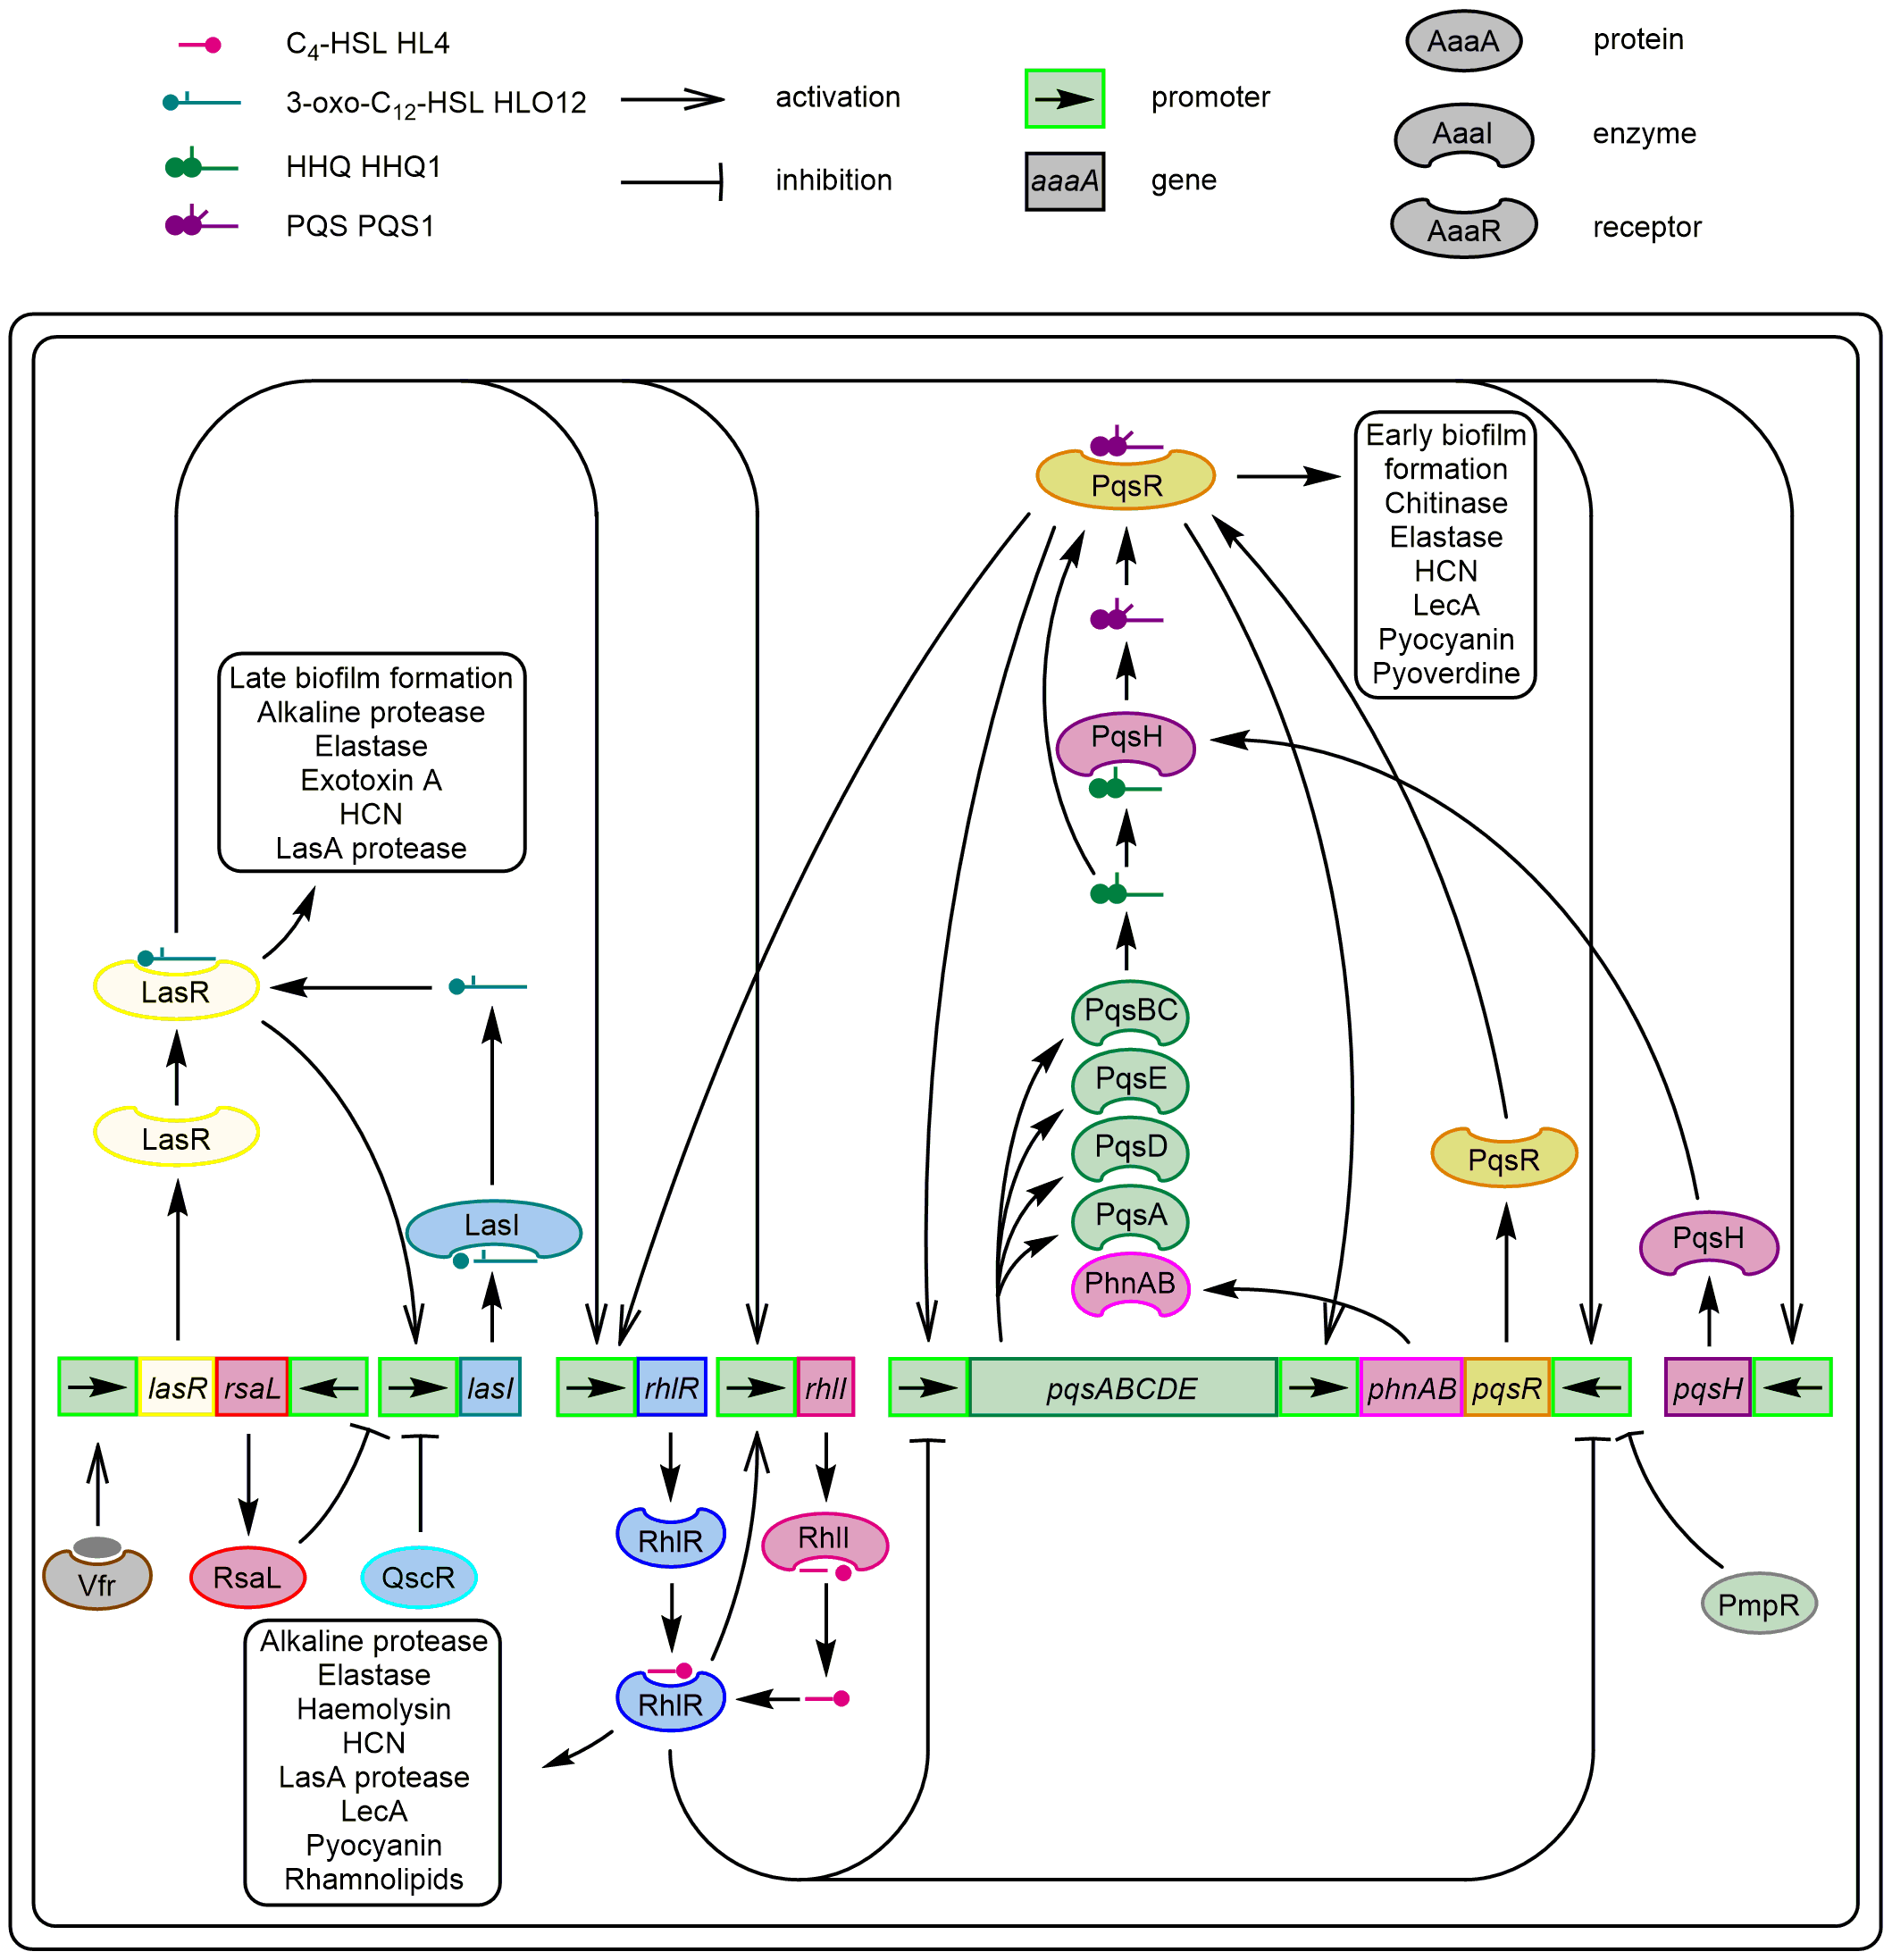 C4-HSL HL4
3-oxo-C12-HSL HLO12
HHQ HHQ1
PQS PQS1
activation
inhibition
promoter
aaaA
gene
AaaA
protein
AaaI
enzyme
AaaR
receptor
Early biofilm
formation
Chitinase
Elastase
HCN
LecA
Pyocyanin
Pyoverdine
PqsR
Late biofilm formation
Alkaline protease
Elastase
Exotoxin A
HCN
LasA protease
PqsH
LasR
PqsBC
PqsE
PqsD
PqsA
PhnAB
LasR
PqsR
LasI
PqsH
lasR
rsaL
lasI
rhlR
rhlI
pqsABCDE
phnAB
pqsR
pqsH
Vfr
RsaL
QscR
RhlR
RhlI
PmpR
RhlR
Alkaline protease
Elastase
Haemolysin
HCN
LasA protease
LecA
Pyocyanin
Rhamnolipids